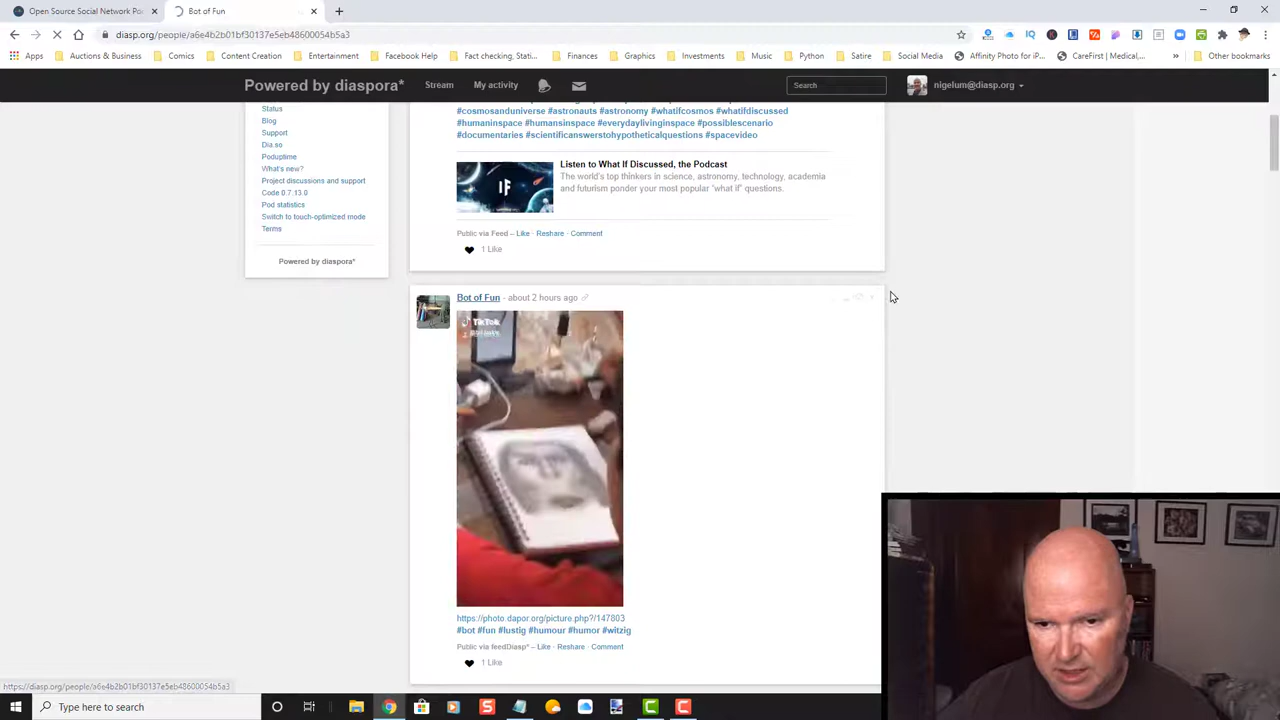 Open Source Social Network Po
Bot of Fun
diasp.org/people/a6e4b2b01bf30137e5eb48600054b5a3
Apps
Auctions & Business
Comics
Content Creation
Entertainment
Facebook Help
Fact checking, Stati...
Finances
Graphics
Investments
Music
Python
Satire
Social Media
Affinity Photo for iP...
CareFirst | Medical,...
»
Other bookmarks
Powered by diaspora*
Stream
My activity
Search
nigelum@diasp.org
Status
Blog
Support
Dia.so
Poduptime
What's new?
Project discussions and support
Code 0.7.13.0
Pod statistics
Switch to touch-optimized mode
Terms
Powered by diaspora*
#cosmosanduniverse #astronauts #astronomy #whatifcosmos #whatifdiscussed
#humaninspace #humansinspace #everydaylivinginspace #possiblescenario
#documentaries #scientificanswerstohypotheticalquestions #spacevideo
IF
Listen to What If Discussed, the Podcast
The world's top thinkers in science, astronomy, technology, academia
and futurism ponder your most popular 'what if' questions.
Public via Feed – Like · Reshare · Comment
1 Like
Bot of Fun - about 2 hours ago
TikTok
https://photo.dapor.org/picture.php?/147803
#bot #fun #lustig #humour #humor #witzig
Public via feedDiasp* – Like · Reshare · Comment
1 Like
https://diasp.org/people/a6e4b2b01bf30137e5eb48600054b5a3
Type here to search